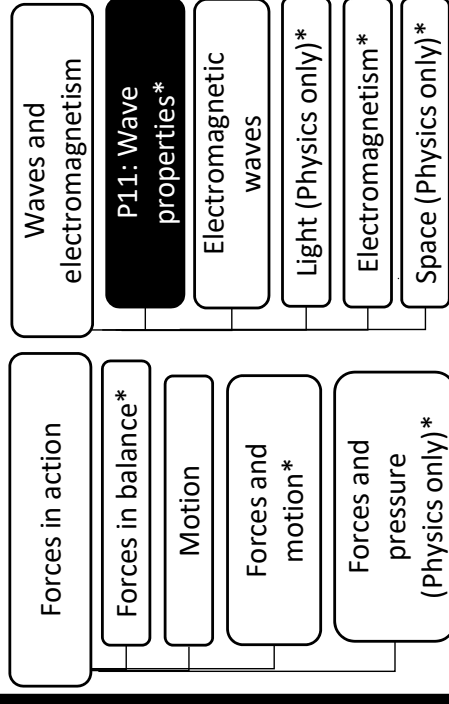 Forces in action
Forces in balance*
Motion
Forces and
motion*
Forces and
pressure
(Physics only)*
Waves and
electromagnetism
P11: Wave
properties*
Electromagnetic
waves
Light (Physics only)*
Electromagnetism*
Space (Physics only)*